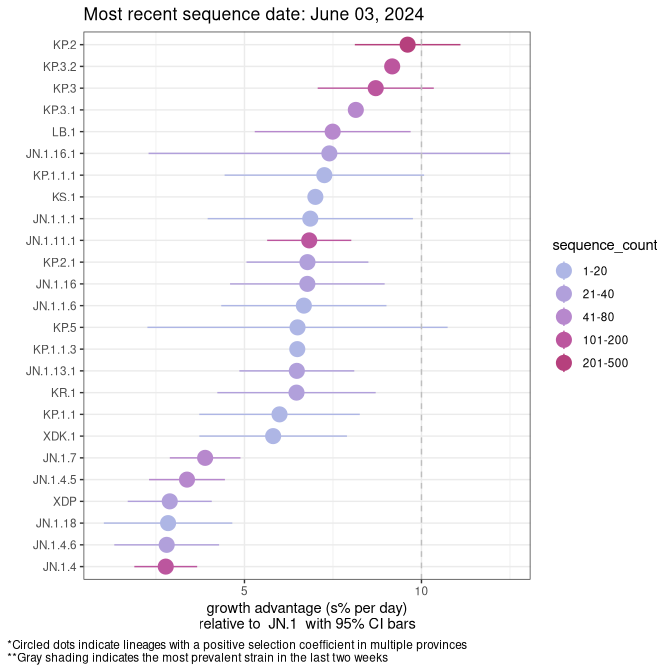 Most recent sequence date: June 03, 2024
KP.2
KP.3.2
KP.3
KP.3.1
LB.1
JN.1.16.1
KP.1.1.1
KS.1
JN.1.1.1
JN.1.11.1
KP.2.1
JN.1.16
JN.1.1.6
KP.5
KP.1.1.3
JN.1.13.1
KR.1
KP.1.1
XDK.1
JN.1.7
JN.1.4.5
XDP
JN.1.18
JN.1.4.6
JN.1.4
5 10
growth advantage (s% per day)
relative to JN.1 with 95% CI bars
sequence_count
1-20
21-40
41-80
101-200
201-500
*Circled dots indicate lineages with a positive selection coefficient in multiple provinces
**Gray shading indicates the most prevalent strain in the last two weeks